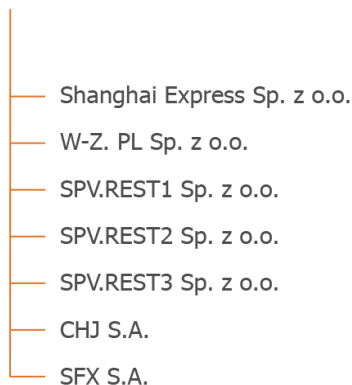 Shanghai Express Sp. z o.o.
W-Z. PL Sp. z o.o.
SPV.REST1 Sp. z o.o.
SPV.REST2 Sp. z o.o.
SPV.REST3 Sp. z o.o.
CHJ S.A.
SFX S.A.